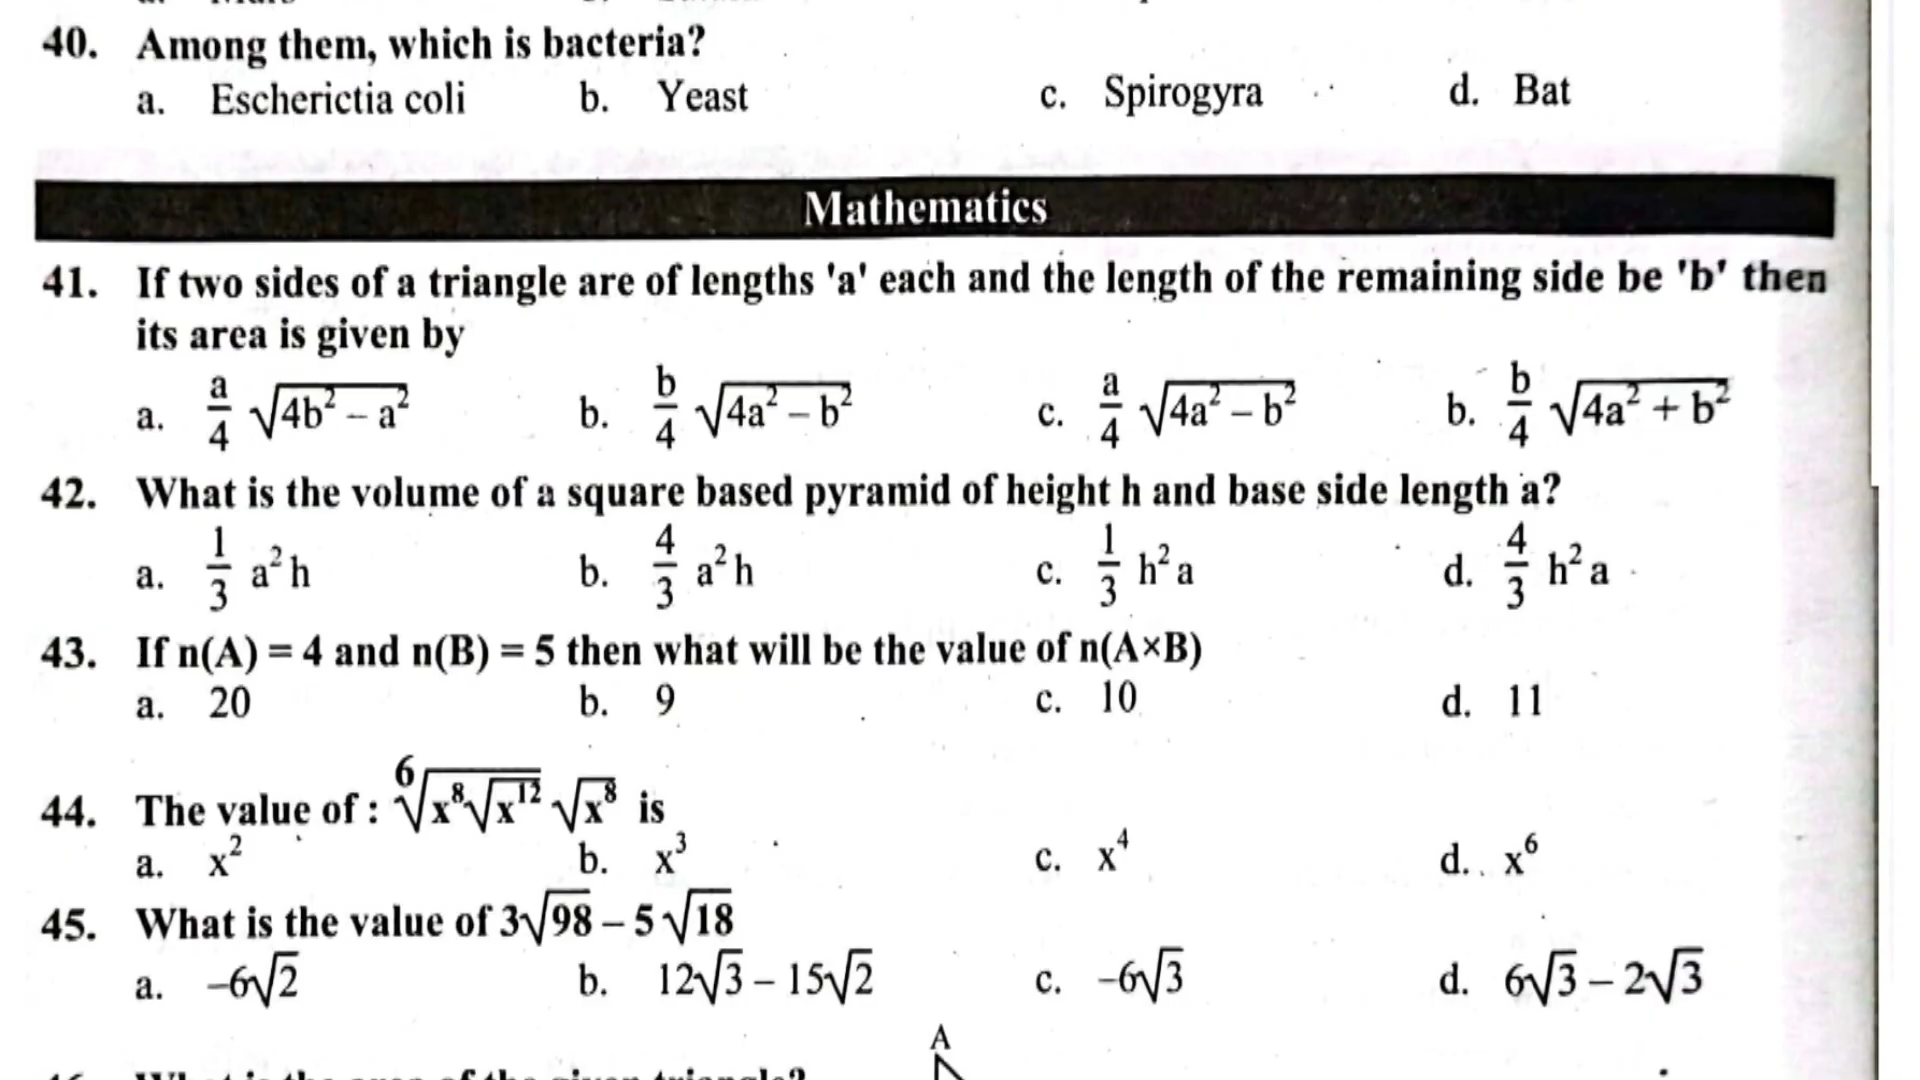 40. Among them, which is bacteria?
a. Escherictia coli b. Yeast c. Spirogyra d. Bat
Mathematics
41. If two sides of a triangle are of lengths 'a' each and the length of the remaining side be 'b' then
its area is given by
a. a/4 √(4b² – a²) b. b/4 √(4a² – b²) c. a/4 √(4a² – b²) b. b/4 √(4a² + b²)
42. What is the volume of a square based pyramid of height h and base side length a?
a. 1/3 a²h b. 4/3 a²h c. 1/3 h²a d. 4/3 h²a
43. If n(A) = 4 and n(B) = 5 then what will be the value of n(A×B)
a. 20 b. 9 c. 10 d. 11
44. The value of : ⁶√(x⁸√x¹²) √x⁸ is
a. x² b. x³ c. x⁴ d. x⁶
45. What is the value of 3√98 – 5√18
a. –6√2 b. 12√3 – 15√2 c. –6√3 d. 6√3 – 2√3
A